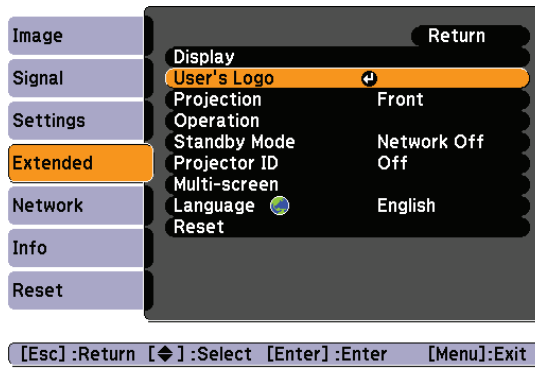 Image
Signal
Settings
Extended
Network
Info
Reset
Return
Display
User's Logo
Projection Front
Operation
Standby Mode Network Off
Projector ID Off
Multi-screen
Language English
Reset
[Esc] :Return [◆] :Select [Enter] :Enter [Menu]:Exit